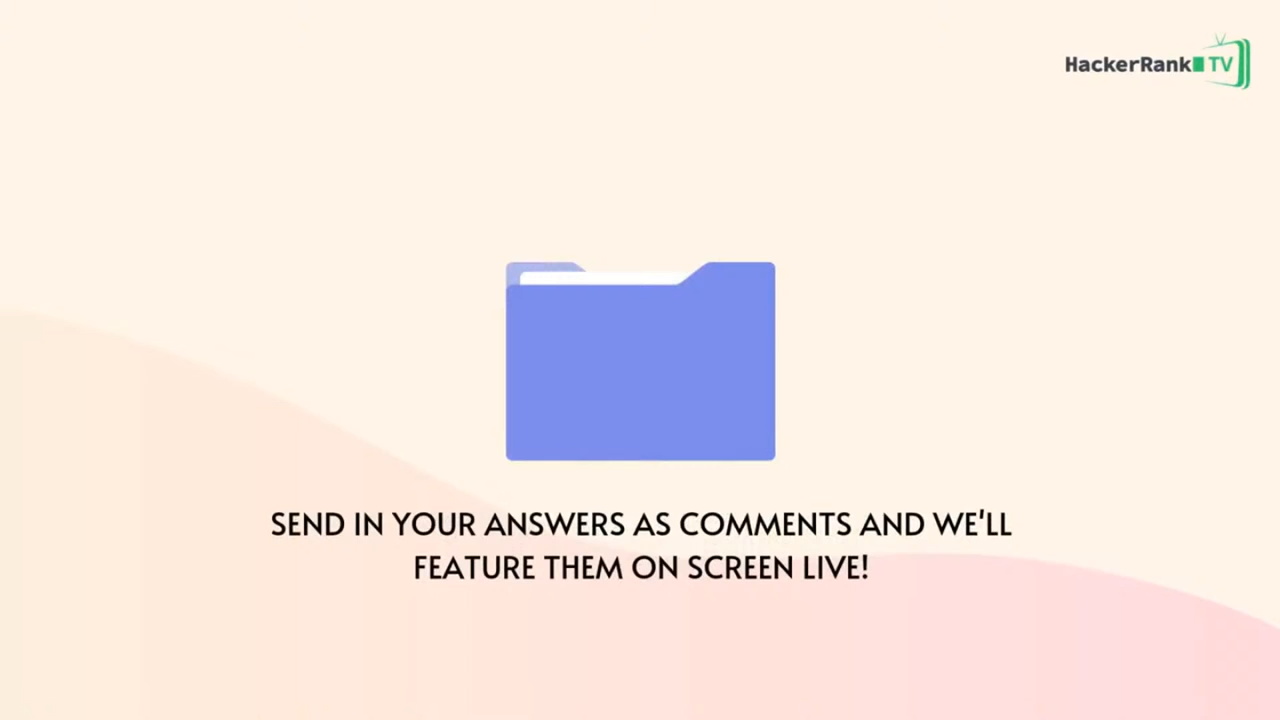 HackerRank TV
SEND IN YOUR ANSWERS AS COMMENTS AND WE'LL
FEATURE THEM ON SCREEN LIVE!